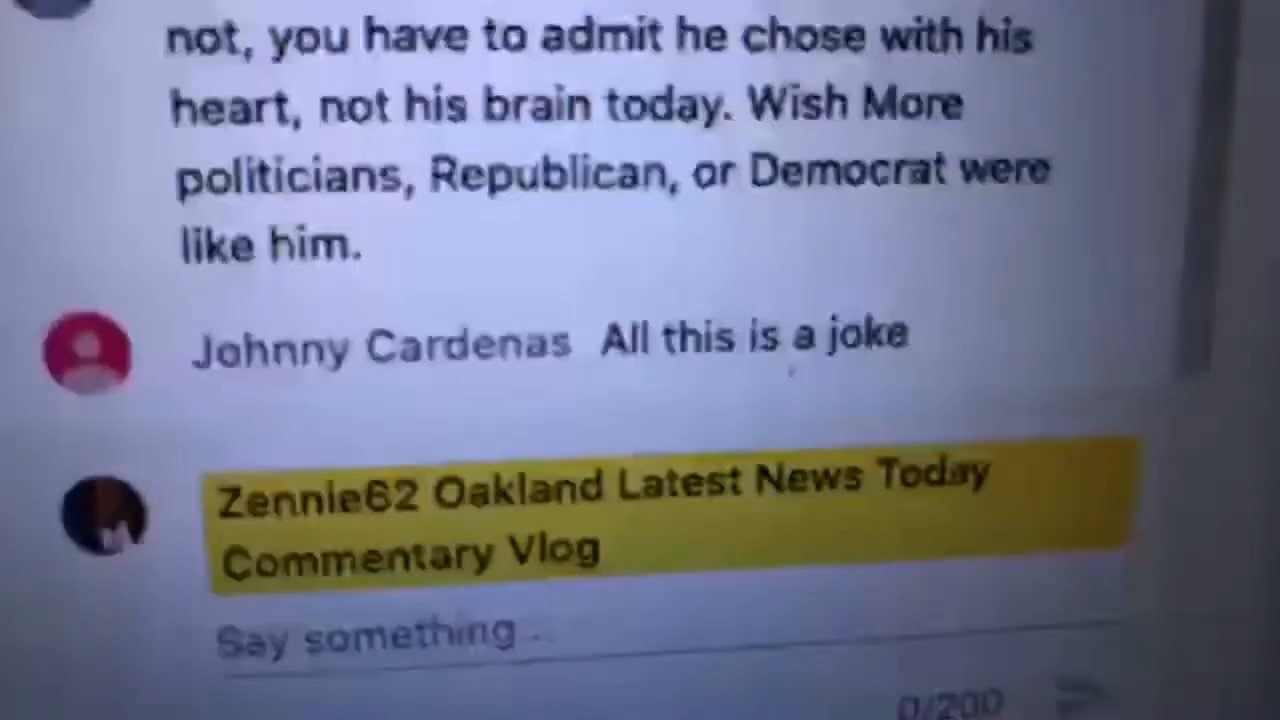 not, you have to admit he chose with his
heart, not his brain today. Wish More
politicians, Republican, or Democrat were
like him.
Johnny Cardenas All this is a joke
Zennie62 Oakland Latest News Today
Commentary Vlog
Say something...
0/200